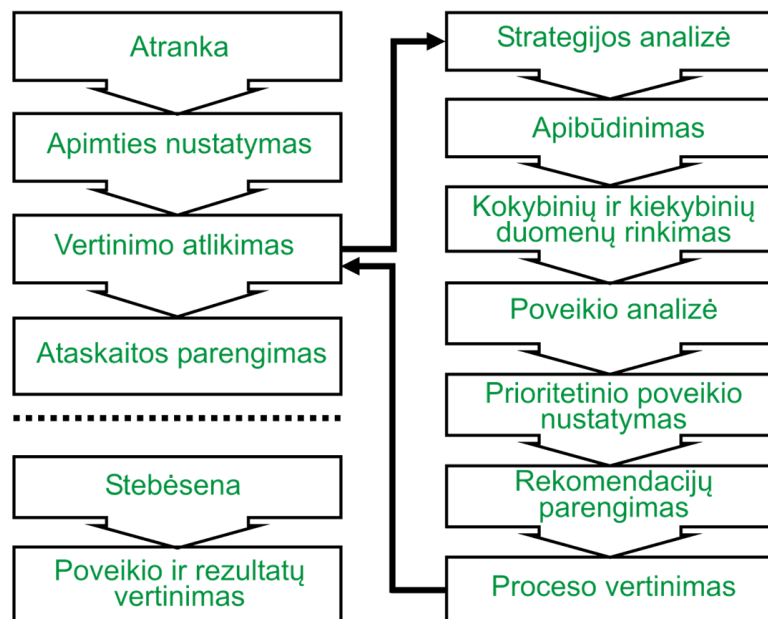 Atranka
Apimties nustatymas
Vertinimo atlikimas
Ataskaitos parengimas
Stebėsena
Poveikio ir rezultatų
vertinimas
Strategijos analizė
Apibūdinimas
Kokybinių ir kiekybinių
duomenų rinkimas
Poveikio analizė
Prioritetinio poveikio
nustatymas
Rekomendacijų
parengimas
Proceso vertinimas